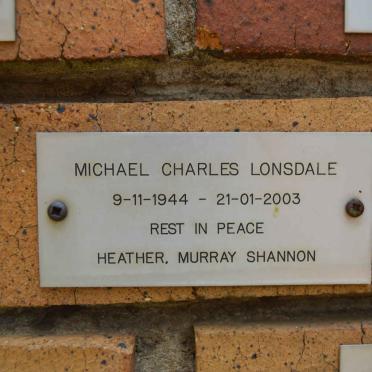 MICHAEL CHARLES LONSDALE
9-11-1944 - 21-01-2003
REST IN PEACE
HEATHER, MURRAY SHANNON